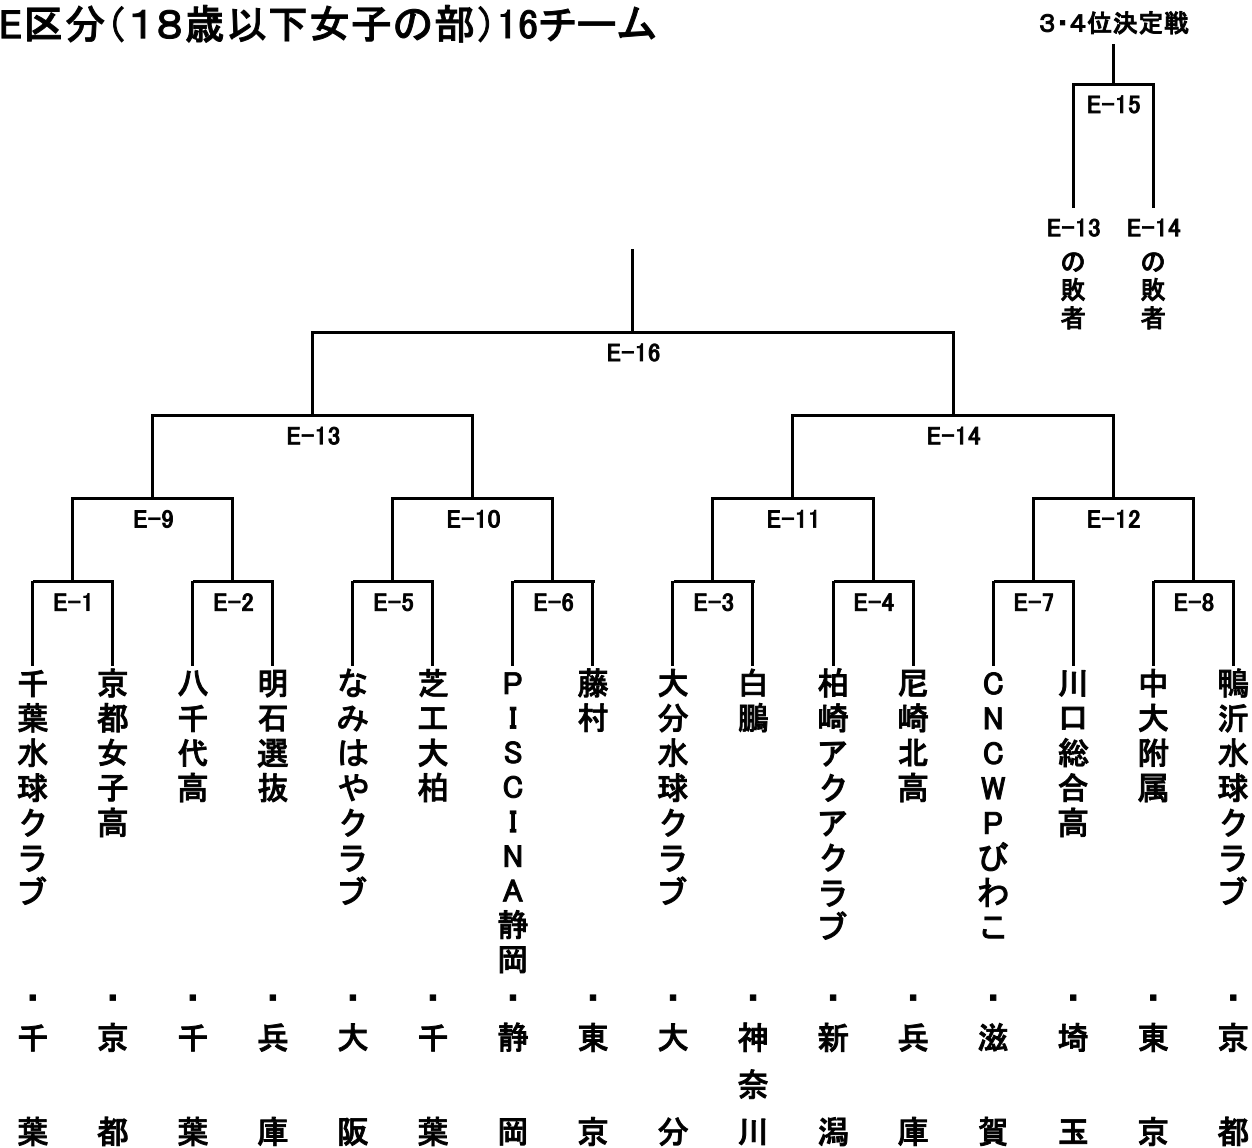 E区分(18歳以下女子の部)16チーム
3・4位決定戦
E-15
E-13の敗者
E-14の敗者
E-16
E-13
E-14
E-9
E-10
E-11
E-12
E-1
E-2
E-5
E-6
E-3
E-4
E-7
E-8
千葉水球クラブ・千葉
京都女子高・京都
八千代高・千葉
明石選抜・兵庫
なみはやクラブ・大阪
芝工大柏・千葉
PISCINA静岡・静岡
藤村・東京
大分水球クラブ・大分
白鵬・神奈川
柏崎アクアクラブ・新潟
尼崎北高・兵庫
CNCWPびわこ・滋賀
川口総合高・埼玉
中大附属・東京
鴨沂水球クラブ・京都